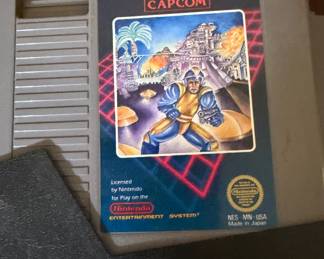 CAPCOM
Licensed
by Nintendo
for Play on the
Nintendo
ENTERTAINMENT SYSTEM®
NES-MN-USA
Made in Japan